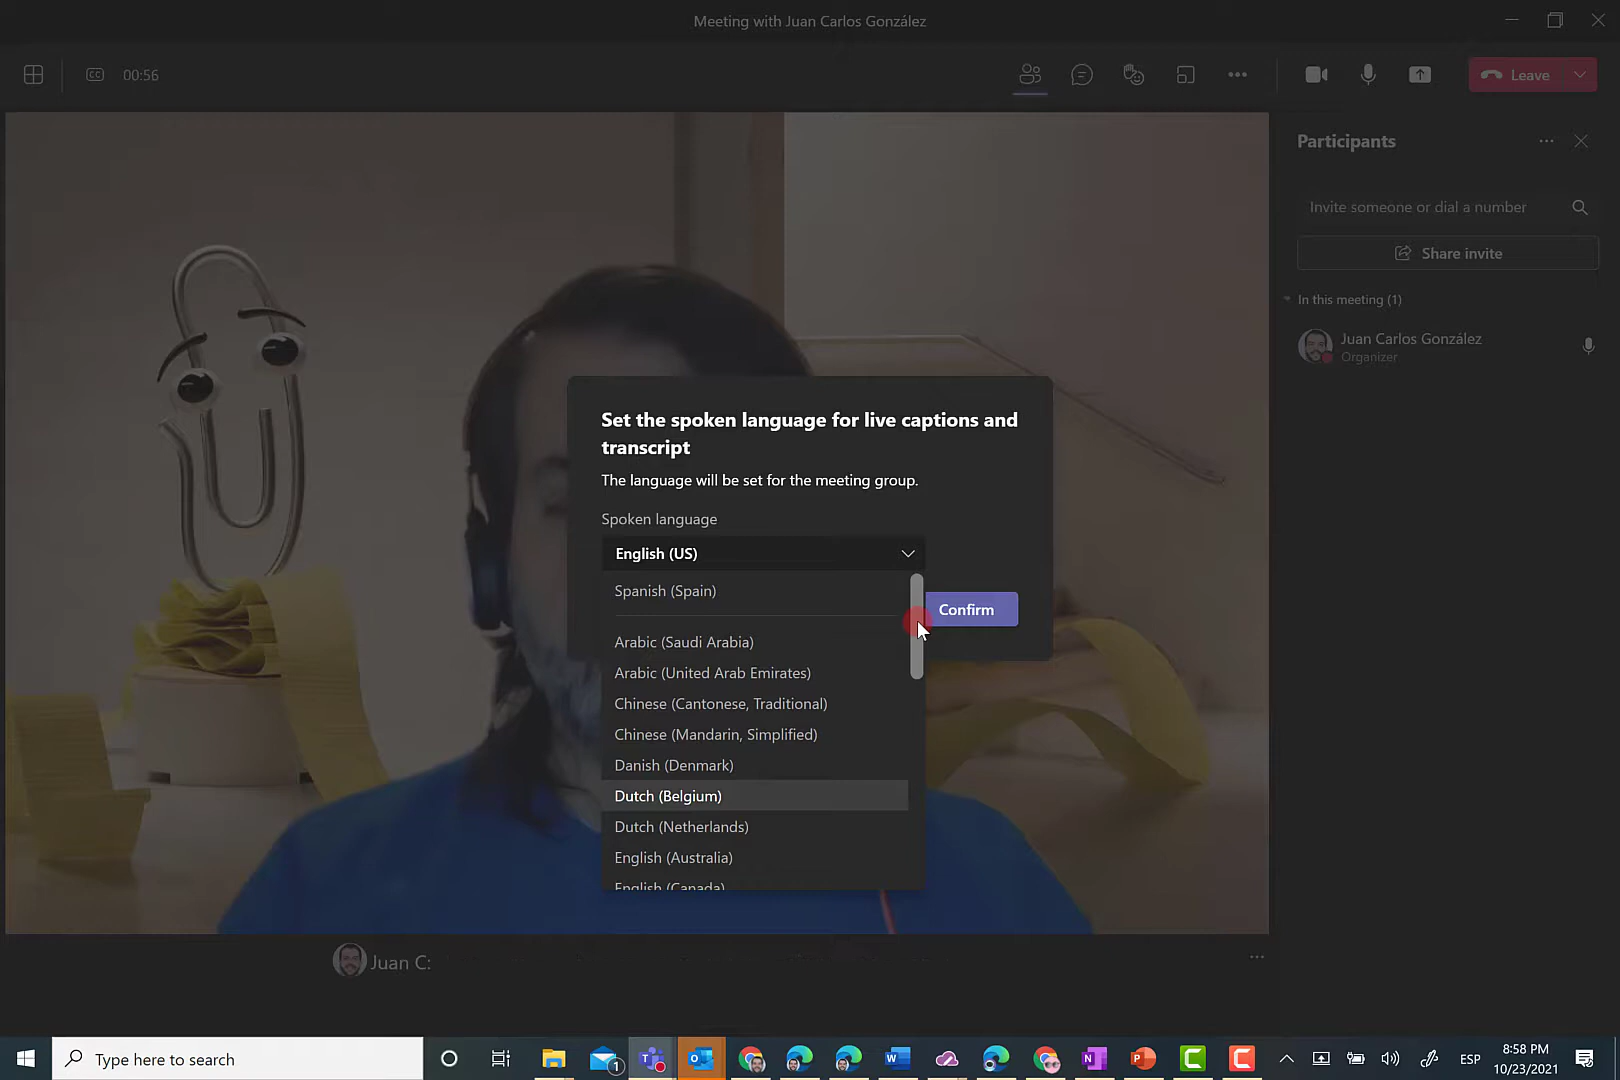 Meeting with Juan Carlos González
CC 00:56
Leave
Participants
Invite someone or dial a number
Share invite
In this meeting (1)
Juan Carlos González
Organizer
Set the spoken language for live captions and
transcript
The language will be set for the meeting group.
Spoken language
English (US)
Spanish (Spain)
Confirm
Arabic (Saudi Arabia)
Arabic (United Arab Emirates)
Chinese (Cantonese, Traditional)
Chinese (Mandarin, Simplified)
Danish (Denmark)
Dutch (Belgium)
Dutch (Netherlands)
English (Australia)
English (Canada)
Juan C:
Type here to search
1
ESP
8:58 PM
10/23/2021